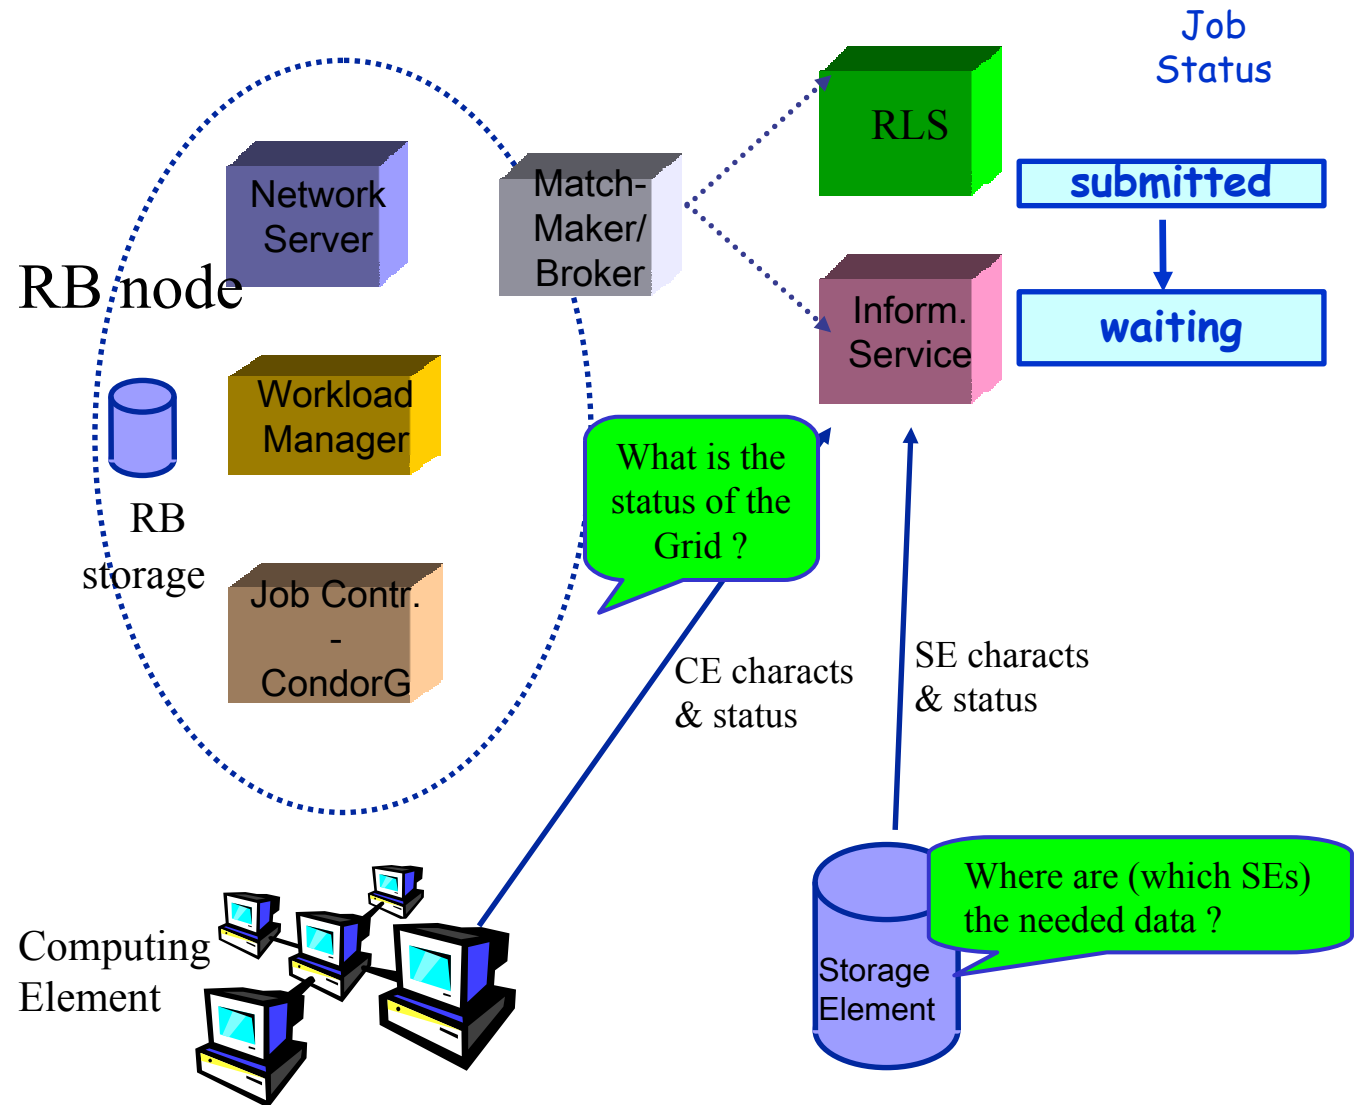 Job
Status
RLS
submitted
Network
Server
Match-
Maker/
Broker
RB node
Inform.
Service
waiting
Workload
Manager
What is the
status of the
Grid ?
RB
storage
Job Contr.
-
CondorG
CE characts
& status
SE characts
& status
Where are (which SEs)
the needed data ?
Computing
Element
Storage
Element